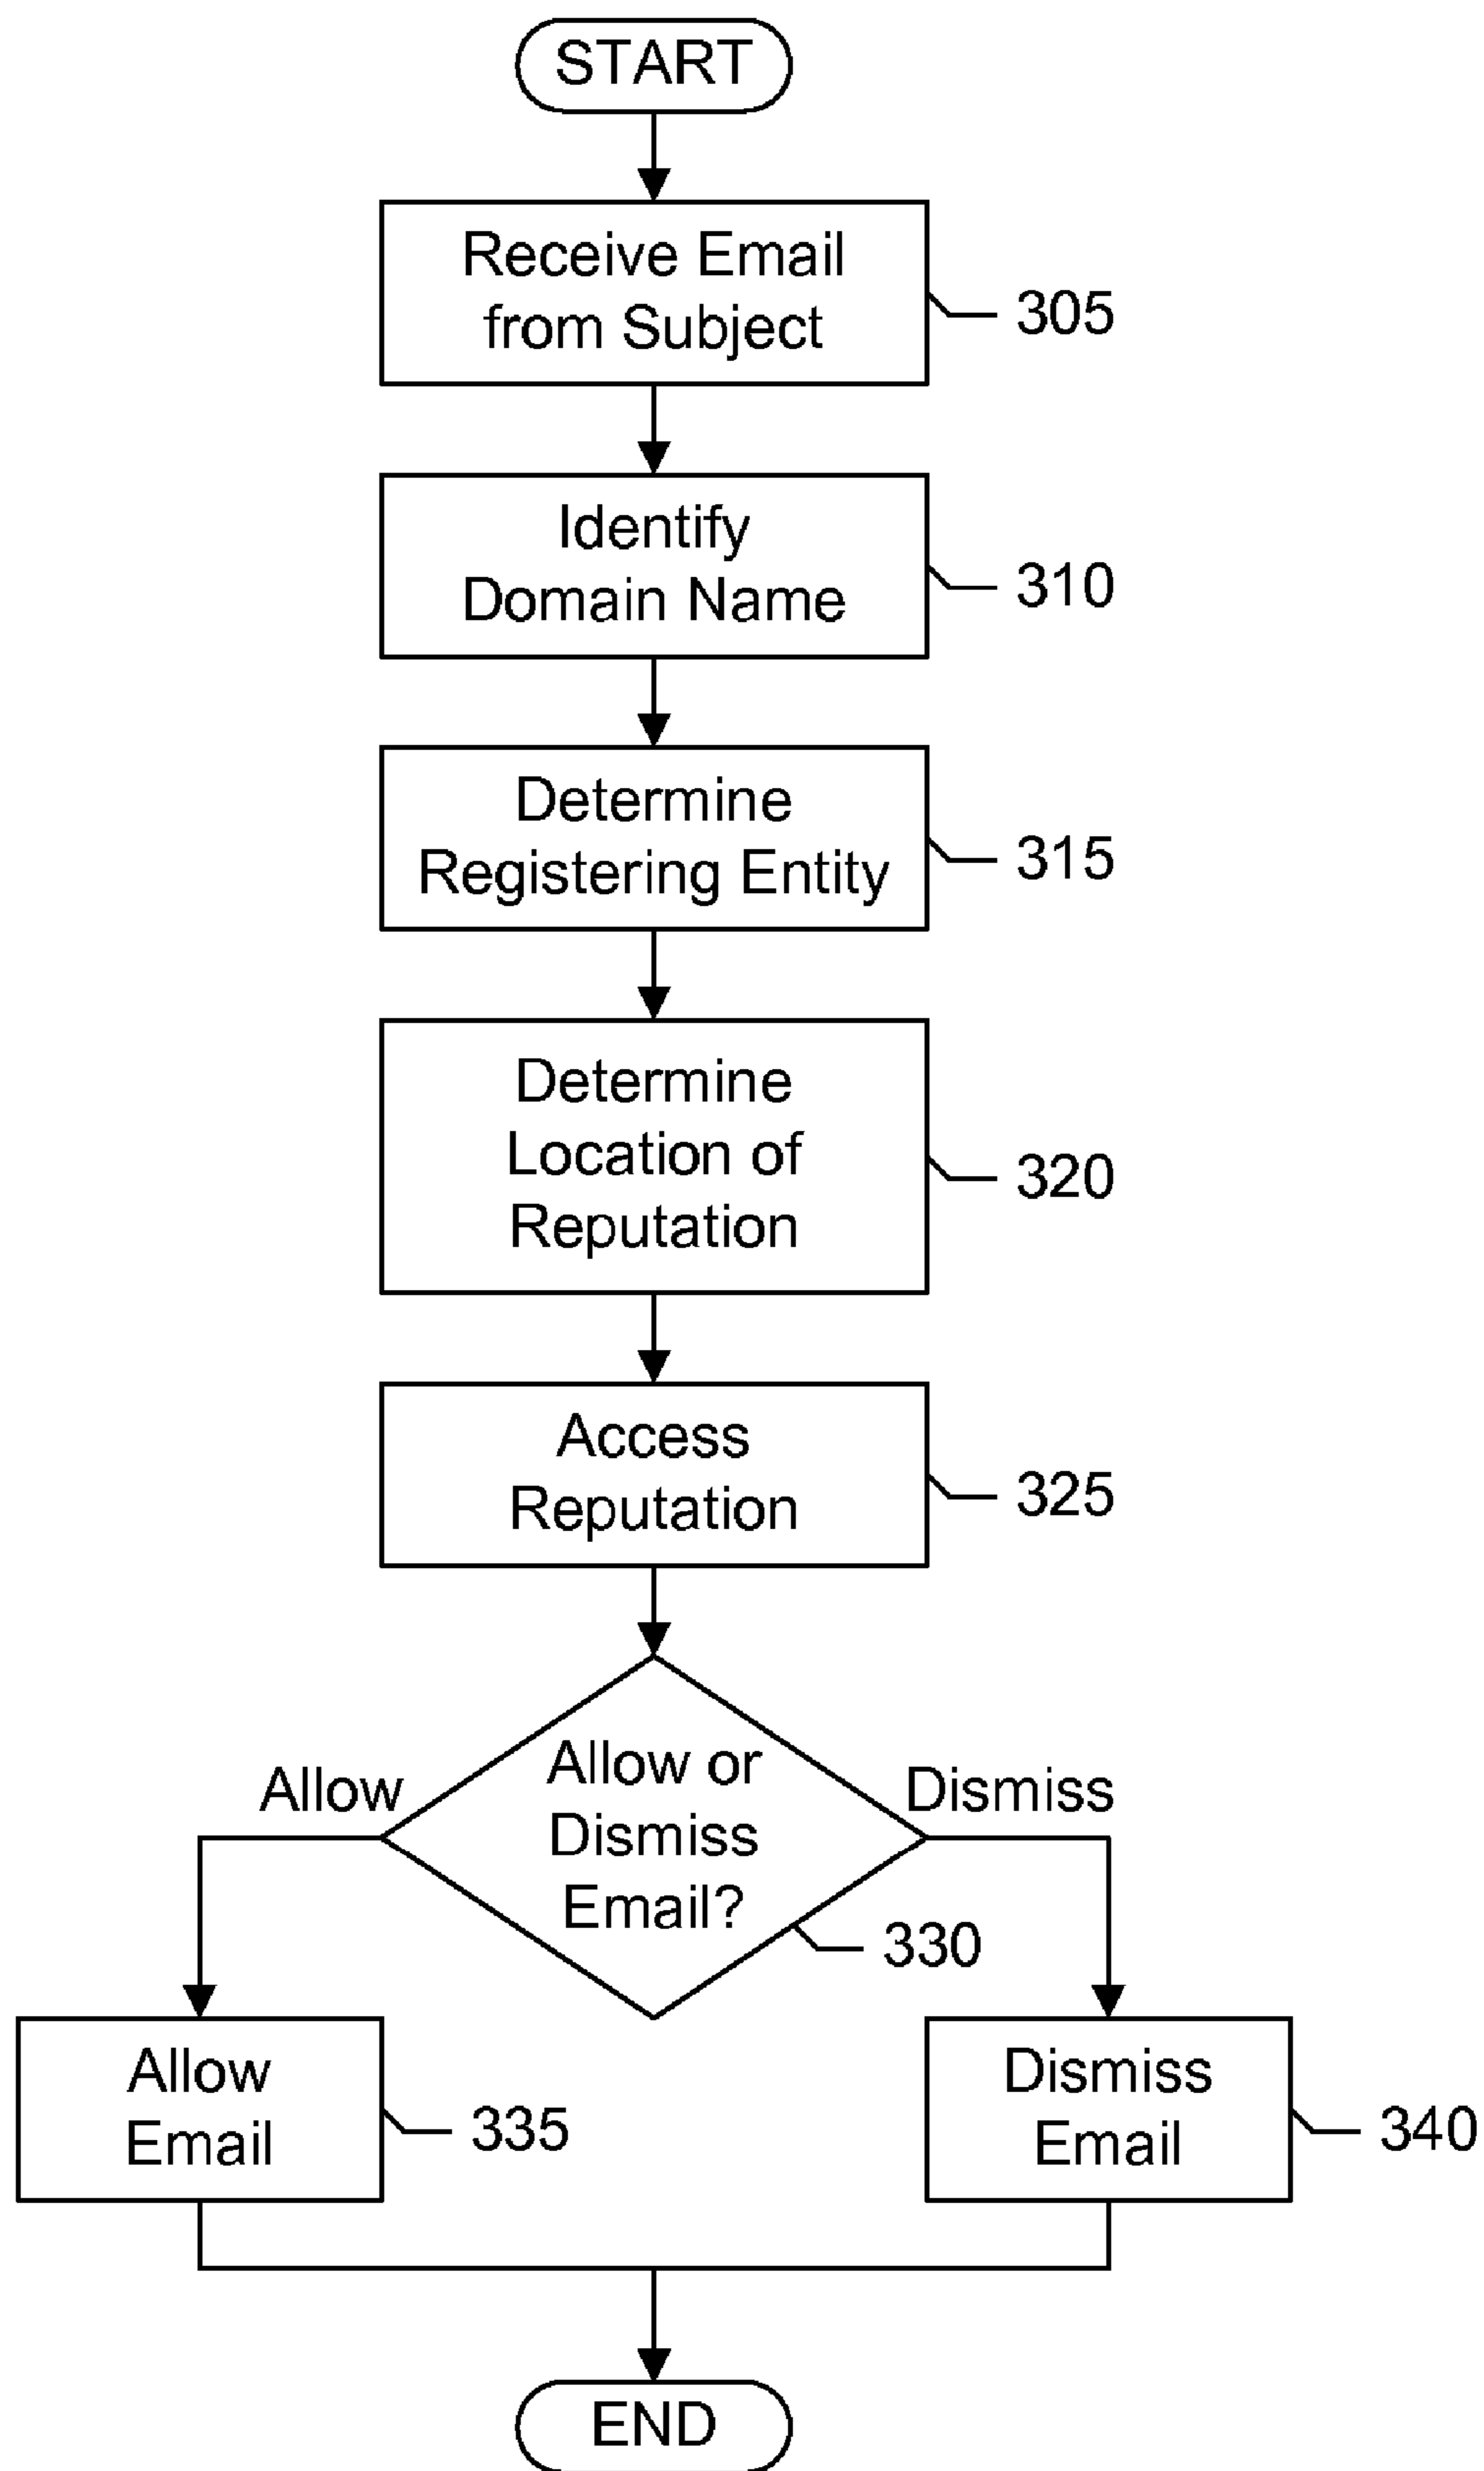 START
Receive Email
from Subject
305
Identify
Domain Name
310
Determine
Registering Entity
315
Determine
Location of
Reputation
320
Access
Reputation
325
Allow
Allow or
Dismiss
Email?
Dismiss
330
Allow
Email
335
Dismiss
Email
340
END